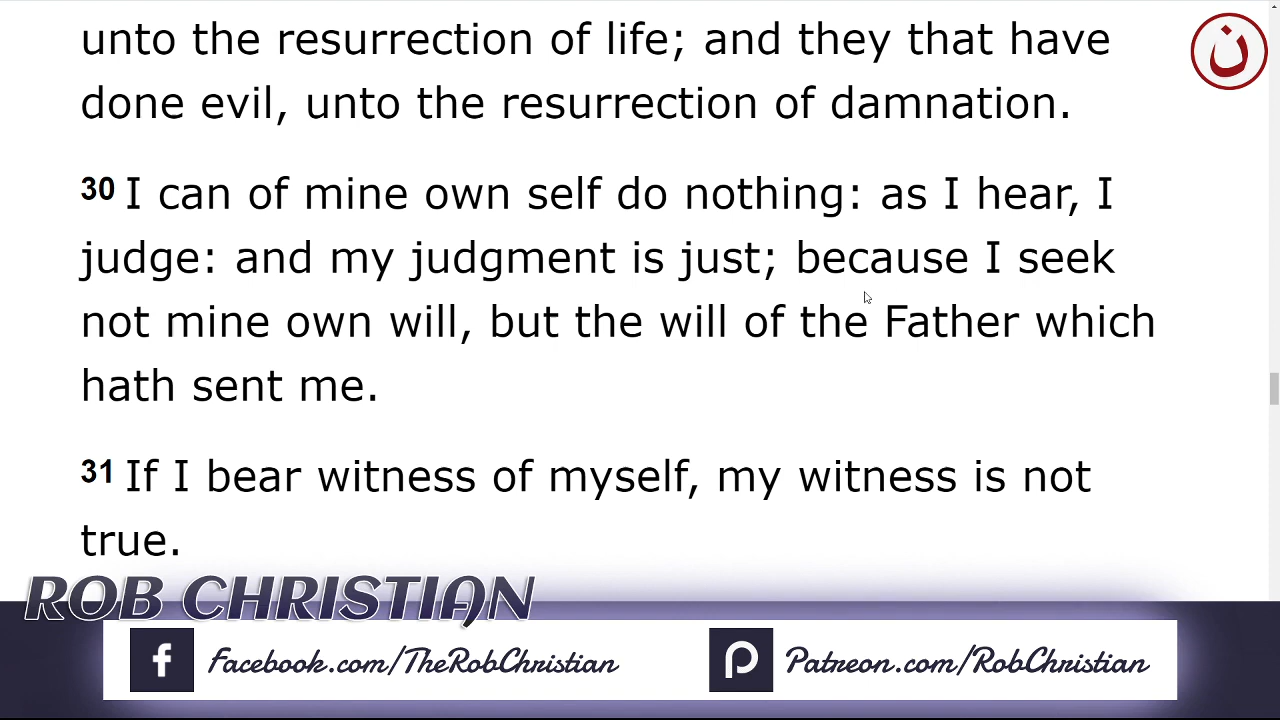 unto the resurrection of life; and they that have
ن
done evil, unto the resurrection of damnation.
30 I can of mine own self do nothing: as I hear, I
judge: and my judgment is just; because I seek
not mine own will, but the will of the Father which
hath sent me.
31 If I bear witness of myself, my witness is not
true.
ROB CHRISTIAN
Facebook.com/TheRobChristian
Patreon.com/RobChristian